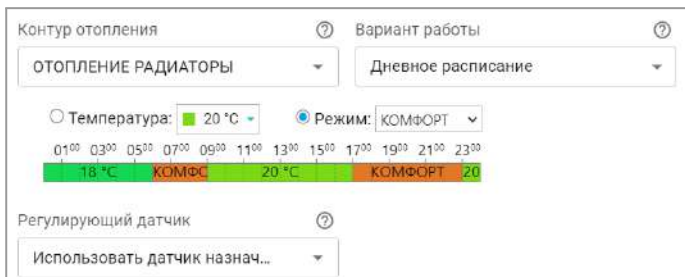 Контур отопления Вариант работы
ОТОПЛЕНИЕ РАДИАТОРЫ Дневное расписание
Температура: 20 °C Режим: КОМФОРТ
01⁰⁰ 03⁰⁰ 05⁰⁰ 07⁰⁰ 09⁰⁰ 11⁰⁰ 13⁰⁰ 15⁰⁰ 17⁰⁰ 19⁰⁰ 21⁰⁰ 23⁰⁰
18 °C КОМФС 20 °C КОМФОРТ 20
Регулирующий датчик
Использовать датчик назнач...